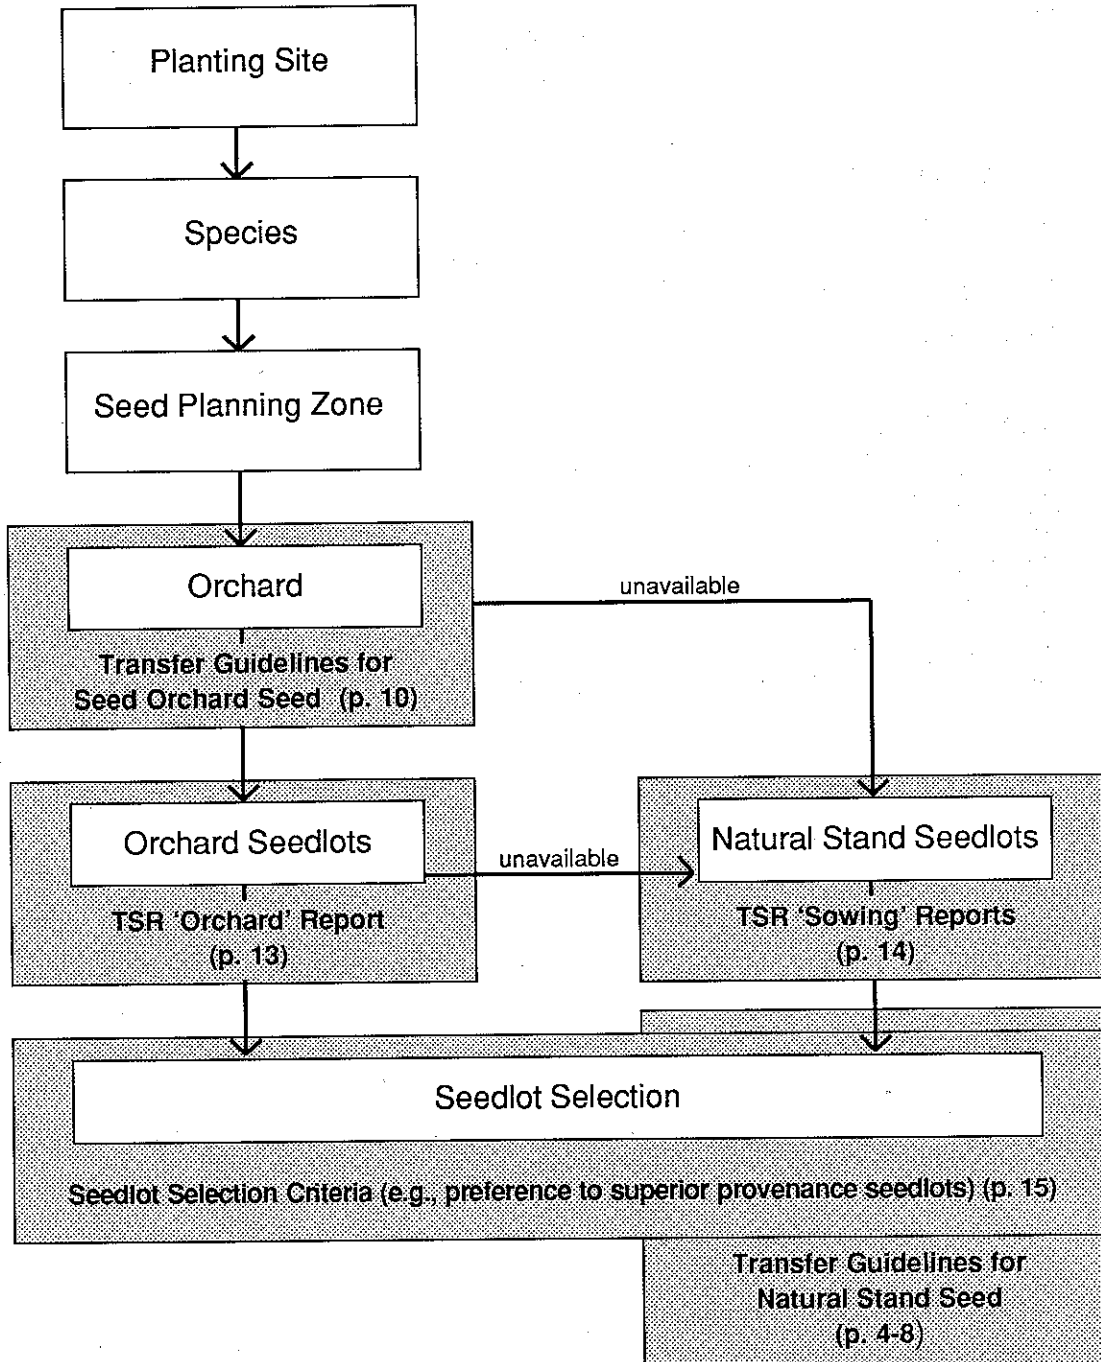 Planting Site
Species
Seed Planning Zone
Orchard
unavailable
Transfer Guidelines for
Seed Orchard Seed (p. 10)
Orchard Seedlots
unavailable
Natural Stand Seedlots
TSR 'Orchard' Report
(p. 13)
TSR 'Sowing' Reports
(p. 14)
Seedlot Selection
Seedlot Selection Criteria (e.g., preference to superior provenance seedlots) (p. 15)
Transfer Guidelines for
Natural Stand Seed
(p. 4-8)